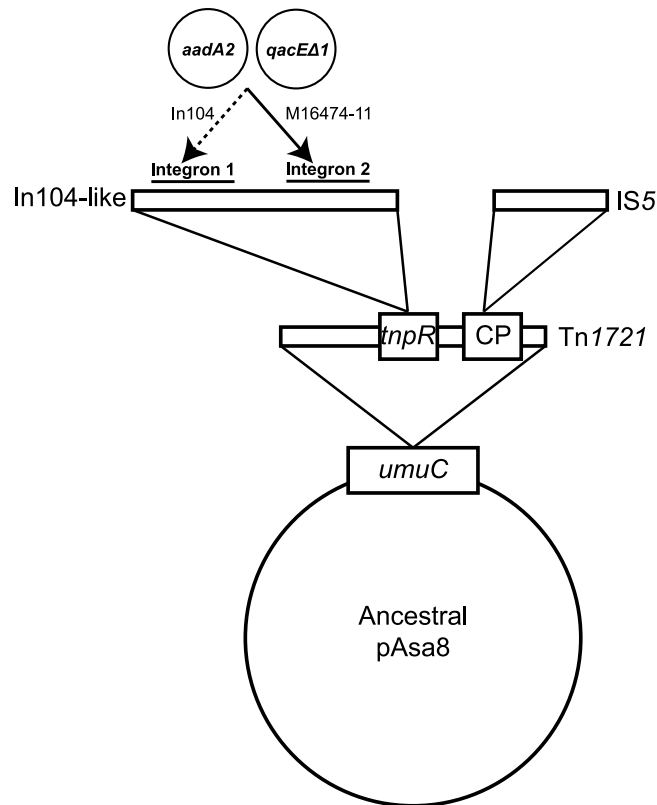 aadA2 qacEΔ1
In104 M16474-11
Integron 1 Integron 2
In104-like IS5
tnpR CP Tn1721
umuC
Ancestral
pAsa8